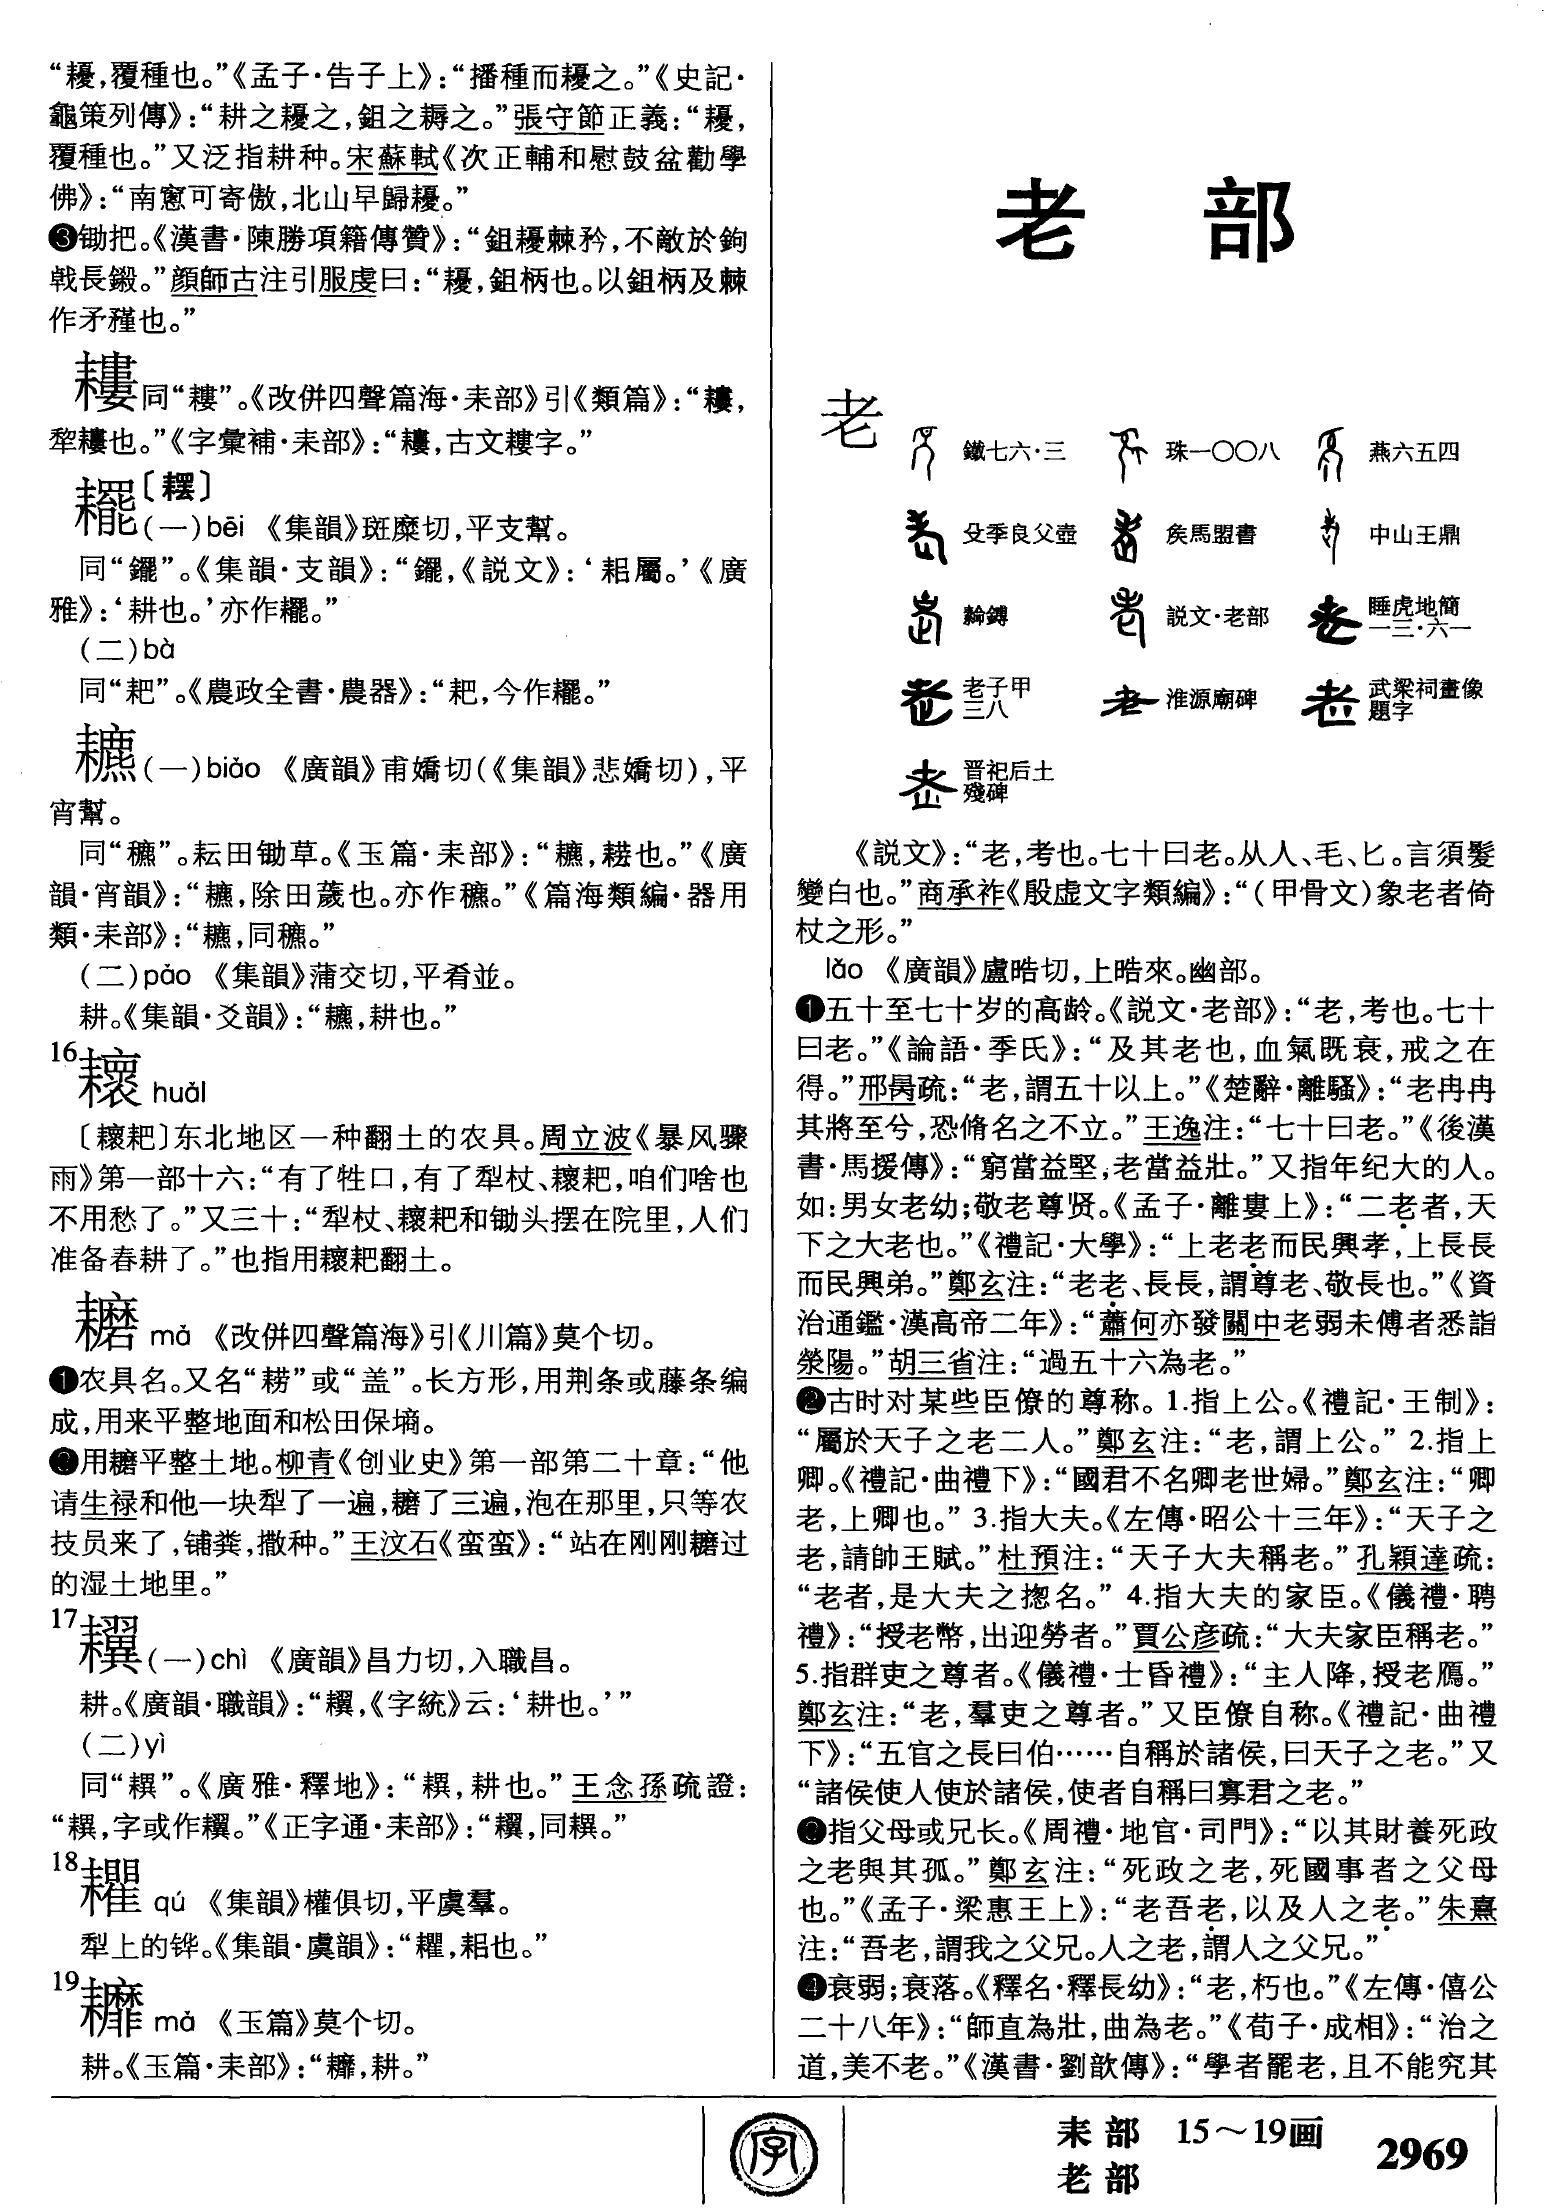 “耰，覆種也。”《孟子·告子上》：“播種而耰之。”《史記·
龜策列傳》：“耕之耰之，鉏之耨之。”張守節正義：“耰，
覆種也。”又泛指耕种。宋蘇軾《次正輔和慰鼓盆勸學
佛》：“南窻可寄傲，北山早歸耰。”
❸锄把。《漢書·陳勝項籍傳贊》：“鉏耰棘矜，不敵於鉤
戟長鎩。”顔師古注引服虔曰：“耰，鉏柄也。以鉏柄及棘
作矛矜也。”
同“耬”。《改併四聲篇海·耒部》引《類篇》：“
犂也。”《字彙補·耒部》：“，古文耬字。”
䎱〔䎬〕
(一)bēi 《集韻》班糜切，平支幫。
同“䥯”。《集韻·支韻》：“䥯，《説文》：‘耜屬。’《廣
雅》：‘耕也。’亦作䎱。”
(二)bà
同“耙”。《農政全書·農器》：“耙，今作䎱。”
耯(一)biāo 《廣韻》甫嬌切(《集韻》悲嬌切)，平
宵幫。
同“穮”。耘田锄草。《玉篇·耒部》：“，耕也。”《廣
韻·宵韻》：“，除田薉也。亦作穮。”《篇海類編·器用
類·耒部》：“，同穮。”
(二)páo 《集韻》蒲交切，平肴並。
耕。《集韻·爻韻》：“，耕也。”
16
耲 huái
〔耲耙〕东北地区一种翻土的农具。周立波《暴风骤
雨》第一部十六：“有了牲口，有了犁杖、耲耙，咱们啥也
不用愁了。”又三十：“犁杖、耲耙和锄头摆在院里，人们
准备春耕了。”也指用耲耙翻土。
耱 mò 《改併四聲篇海》引《川篇》莫个切。
❶农具名。又名“耢”或“盖”。长方形，用荆条或藤条编
成，用来平整地面和松田保墒。
❷用耱平整土地。柳青《创业史》第一部第二十章：“他
请生禄和他一块犁了一遍，耱了三遍，泡在那里，只等农
技员来了，铺粪，撒种。”王汶石《蛮蛮》：“站在刚刚耱过
的湿土地里。”
17
(一)chì 《廣韻》昌力切，入職昌。
耕。《廣韻·職韻》：“，《字統》云：‘耕也。’”
(二)yì
同“䎤”。《廣雅·釋地》：“，耕也。”王念孫疏證：
“，字或作。”《正字通·耒部》：“，同。”
18
qú 《集韻》權俱切，平虞羣。
犁上的铧。《集韻·虞韻》：“，耜也。”
19
mò 《玉篇》莫个切。
耕。《玉篇·耒部》：“，耕。”
老 部
老
鐵七六·三 珠一〇〇八 燕六五四
殳季良父壺 矦馬盟書 中山王鼎
鎛 説文·老部 睡虎地簡一三·六一
老子甲三八 淮源廟碑 武梁祠畫像題字
晋祀后土殘碑
《説文》：“老，考也。七十曰老。从人、毛、匕。言須髮
變白也。”商承祚《殷虚文字類編》：“(甲骨文)象老者倚
杖之形。”
lǎo 《廣韻》盧晧切，上晧來。幽部。
❶五十至七十岁的高龄。《説文·老部》：“老，考也。七十
曰老。”《論語·季氏》：“及其老也，血氣既衰，戒之在
得。”邢昺疏：“老，謂五十以上。”《楚辭·離騷》：“老冉冉
其將至兮，恐脩名之不立。”王逸注：“七十曰老。”《後漢
書·馬援傳》：“窮當益堅，老當益壯。”又指年纪大的人。
如：男女老幼；敬老尊贤。《孟子·離婁上》：“二老者，天
下之大老也。”《禮記·大學》：“上老老而民興孝，上長長
而民興弟。”鄭玄注：“老老、長長，謂尊老、敬長也。”《資
治通鑑·漢高帝二年》：“蕭何亦發關中老弱未傅者悉詣
滎陽。”胡三省注：“過五十六為老。”
❷古时对某些臣僚的尊称。1.指上公。《禮記·王制》：
“屬於天子之老二人。”鄭玄注：“老，謂上公。”2.指上
卿。《禮記·曲禮下》：“國君不名卿老世婦。”鄭玄注：“卿
老，上卿也。”3.指大夫。《左傳·昭公十三年》：“天子之
老，請帥王賦。”杜預注：“天子大夫稱老。”孔穎達疏：
“老者，是大夫之揔名。”4.指大夫的家臣。《儀禮·聘
禮》：“授老幣，出迎勞者。”賈公彦疏：“大夫家臣稱老。”
5.指群吏之尊者。《儀禮·士昏禮》：“主人降，授老鴈。”
鄭玄注：“老，羣吏之尊者。”又臣僚自称。《禮記·曲禮
下》：“五官之長曰伯……自稱於諸侯，曰天子之老。”又
“諸侯使人使於諸侯，使者自稱曰寡君之老。”
❸指父母或兄长。《周禮·地官·司門》：“以其財養死政
之老與其孤。”鄭玄注：“死政之老，死國事者之父母
也。”《孟子·梁惠王上》：“老吾老，以及人之老。”朱熹
注：“吾老，謂我之父兄。人之老，謂人之父兄。”
❹衰弱；衰落。《釋名·釋長幼》：“老，朽也。”《左傳·僖公
二十八年》：“師直為壯，曲為老。”《荀子·成相》：“治之
道，美不老。”《漢書·劉歆傳》：“學者罷老，且不能究其
字
耒部 15～19画
老部
2969